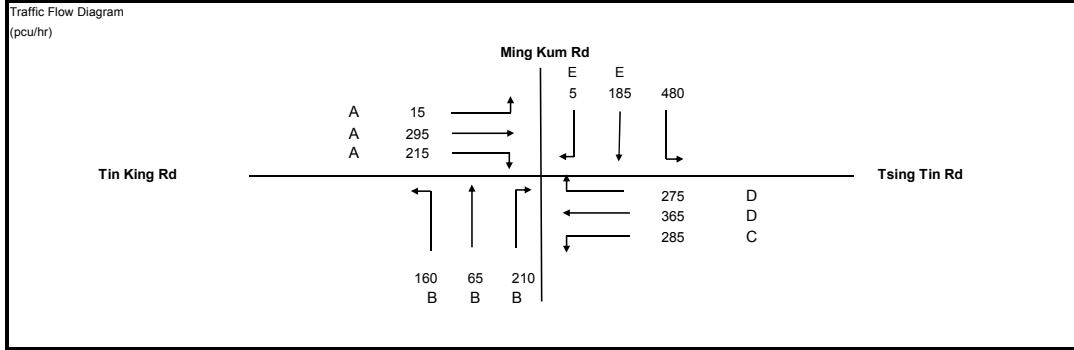 Traffic Flow Diagram
(pcu/hr)
Ming Kum Rd
E E
5 185 480
A 15
A 295
A 215
Tin King Rd
Tsing Tin Rd
275 D
365 D
285 C
160 65 210
B B B